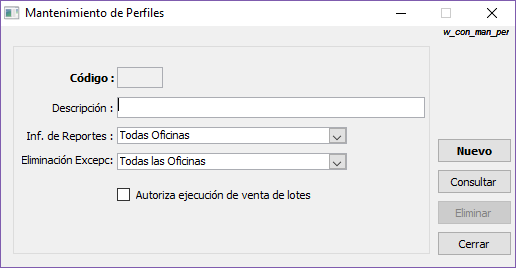 Mantenimiento de Perfiles
w_con_man_per
Código :
Descripción :
Inf. de Reportes : Todas Oficinas
Eliminación Excepc: Todas las Oficinas
Autoriza ejecución de venta de lotes
Nuevo
Consultar
Eliminar
Cerrar